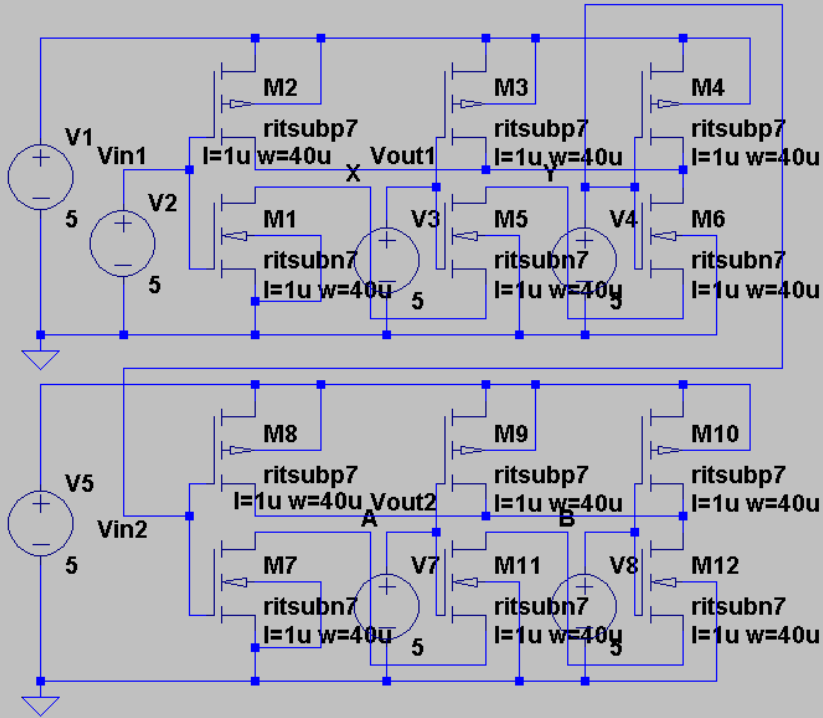 M2
M3
M4
ritsubp7
ritsubp7
ritsubp7
V1
Vin1
l=1u w=40u
Vout1
l=1u w=40u
l=1u w=40u
X
Y
V2
M1
V3
M5
V4
M6
5
ritsubn7
ritsubn7
ritsubn7
5
l=1u w=40u
l=1u w=40u
l=1u w=40u
5
5
M8
M9
M10
V5
ritsubp7
ritsubp7
ritsubp7
l=1u w=40u
Vout2
l=1u w=40u
l=1u w=40u
Vin2
A
B
5
M7
V7
M11
V8
M12
ritsubn7
ritsubn7
ritsubn7
l=1u w=40u
l=1u w=40u
l=1u w=40u
5
5